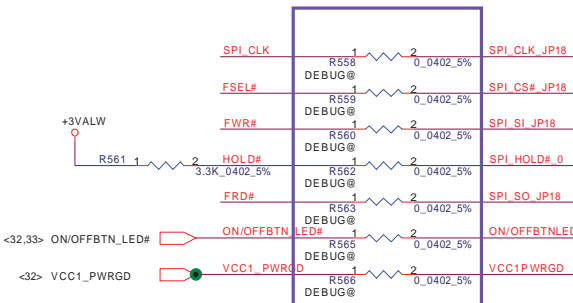 SPI_CLK 1 2 SPI_CLK_JP18
R558 0_0402_5%
DEBUG@
FSEL# 1 2 SPI_CS#_JP18
R559 0_0402_5%
DEBUG@
+3VALW FWR# 1 2 SPI_SI_JP18
R560 0_0402_5%
DEBUG@
R561 1 2 HOLD# 1 2 SPI_HOLD#_0
3.3K_0402_5% R562 0_0402_5%
DEBUG@
FRD# 1 2 SPI_SO_JP18
R563 0_0402_5%
DEBUG@
<32,33> ON/OFFBTN_LED# ON/OFFBTN_LED# 1 2 ON/OFFBTNLED
R565 0_0402_5%
DEBUG@
<32> VCC1_PWRGD VCC1_PWRGD 1 2 VCC1PWRGD
R566 0_0402_5%
DEBUG@